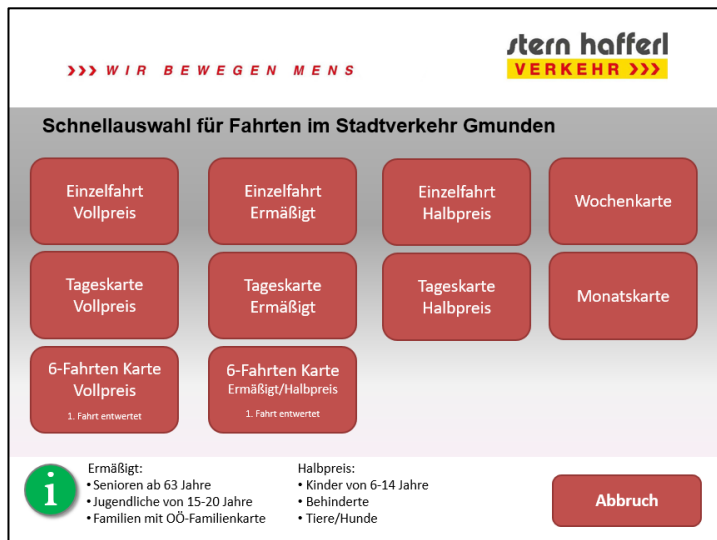 >>> WIR BEWEGEN MENS
stern hafferl
VERKEHR >>>
Schnellauswahl für Fahrten im Stadtverkehr Gmunden
Einzelfahrt
Vollpreis
Einzelfahrt
Ermäßigt
Einzelfahrt
Halbpreis
Wochenkarte
Tageskarte
Vollpreis
Tageskarte
Ermäßigt
Tageskarte
Halbpreis
Monatskarte
6-Fahrten Karte
Vollpreis
1. Fahrt entwertet
6-Fahrten Karte
Ermäßigt/Halbpreis
1. Fahrt entwertet
i
Ermäßigt:
• Senioren ab 63 Jahre
• Jugendliche von 15-20 Jahre
• Familien mit OÖ-Familienkarte
Halbpreis:
• Kinder von 6-14 Jahre
• Behinderte
• Tiere/Hunde
Abbruch